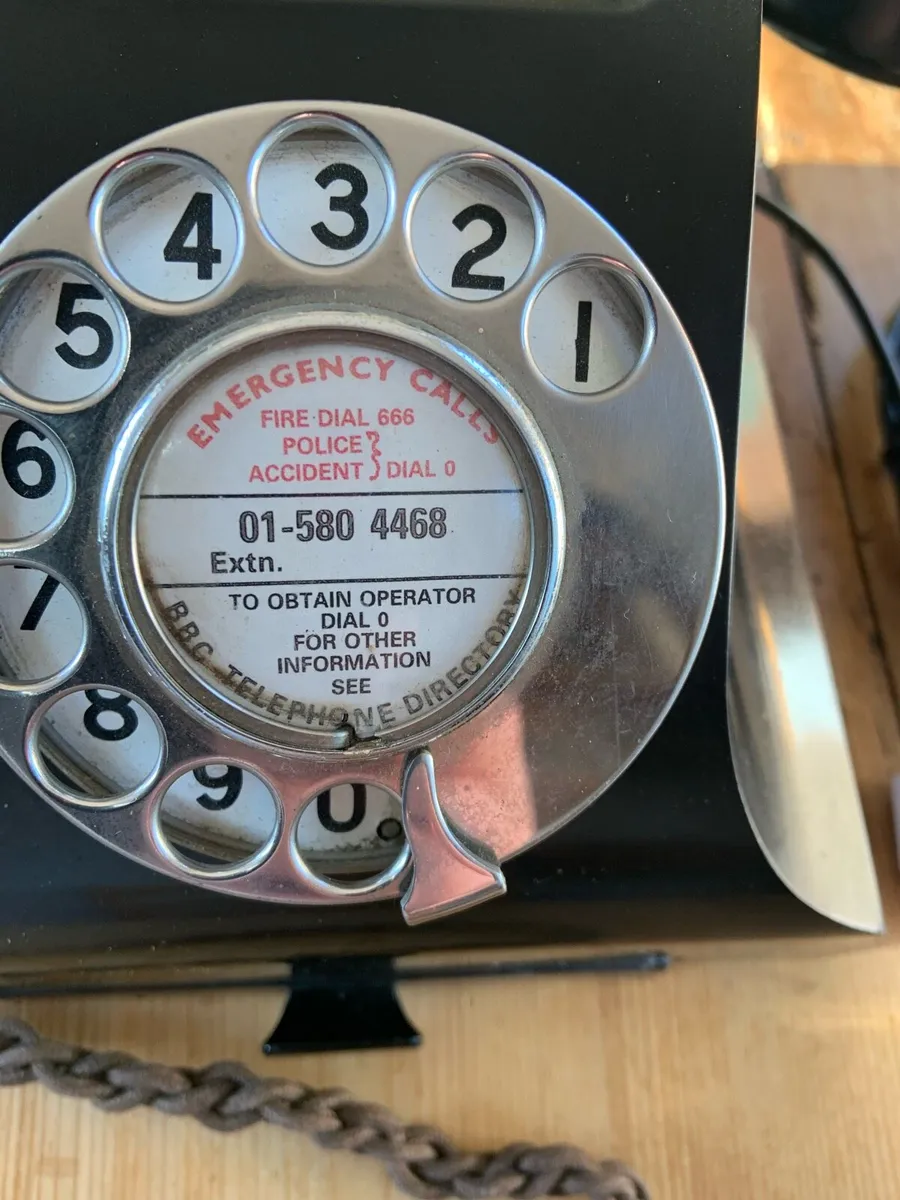 3
4
2
5
1
6
7
8
9
0
EMERGENCY CALLS
FIRE DIAL 666
POLICE
ACCIDENT } DIAL 0
01-580 4468
Extn.
TO OBTAIN OPERATOR
DIAL 0
FOR OTHER
INFORMATION
SEE
BBC TELEPHONE DIRECTORY